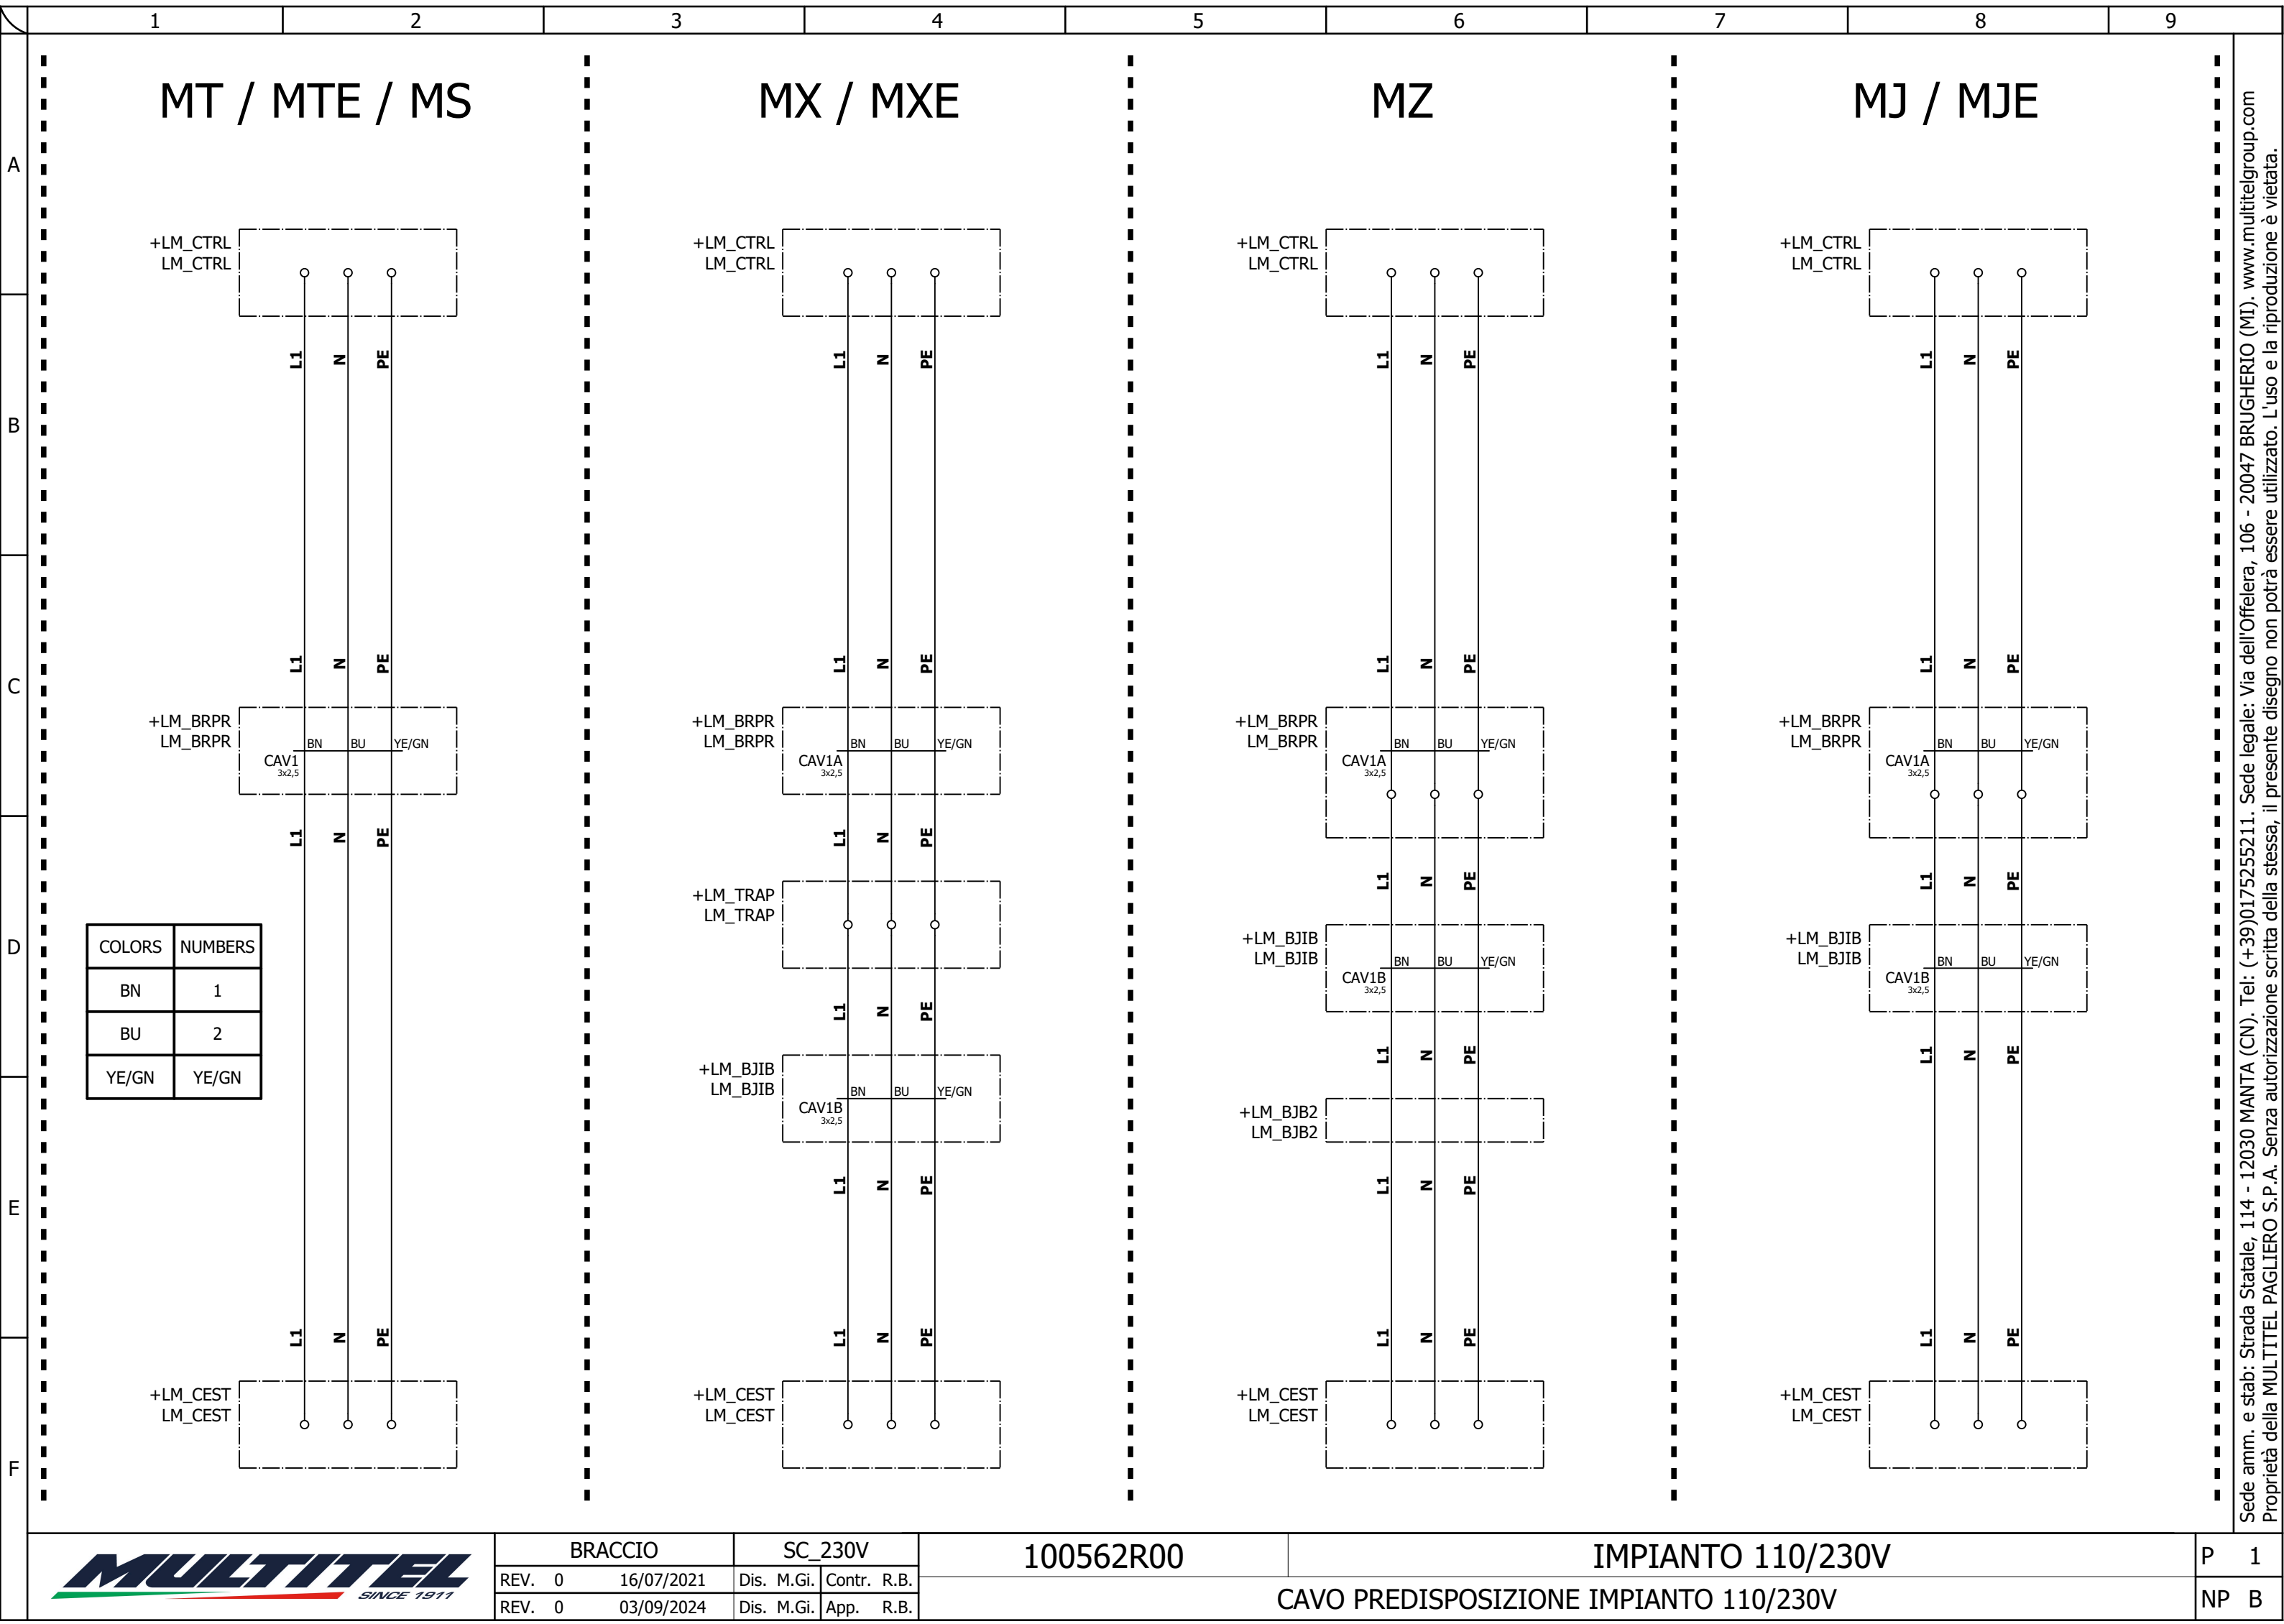 1 2 3 4 5 6 7 8 9
A
B
C
D
E
F
MT / MTE / MS
+LM_CTRL
LM_CTRL
L1 N PE
L1 N PE
+LM_BRPR
LM_BRPR
BN BU YE/GN
CAV1
3x2,5
L1 N PE
COLORS NUMBERS
BN 1
BU 2
YE/GN YE/GN
L1 N PE
+LM_CEST
LM_CEST
MX / MXE
+LM_CTRL
LM_CTRL
L1 N PE
L1 N PE
+LM_BRPR
LM_BRPR
BN BU YE/GN
CAV1A
3x2,5
L1 N PE
+LM_TRAP
LM_TRAP
L1 N PE
+LM_BJIB
LM_BJIB
BN BU YE/GN
CAV1B
3x2,5
L1 N PE
L1 N PE
+LM_CEST
LM_CEST
MZ
+LM_CTRL
LM_CTRL
L1 N PE
L1 N PE
+LM_BRPR
LM_BRPR
BN BU YE/GN
CAV1A
3x2,5
L1 N PE
+LM_BJIB
LM_BJIB
BN BU YE/GN
CAV1B
3x2,5
L1 N PE
+LM_BJB2
LM_BJB2
L1 N PE
L1 N PE
+LM_CEST
LM_CEST
MJ / MJE
+LM_CTRL
LM_CTRL
L1 N PE
L1 N PE
+LM_BRPR
LM_BRPR
BN BU YE/GN
CAV1A
3x2,5
L1 N PE
+LM_BJIB
LM_BJIB
BN BU YE/GN
CAV1B
3x2,5
L1 N PE
L1 N PE
+LM_CEST
LM_CEST
Sede amm. e stab: Strada Statale, 114 - 12030 MANTA (CN). Tel: (+39)0175255211. Sede legale: Via dell'Offelera, 106 - 20047 BRUGHERIO (MI). www.multitelgroup.com
Proprietà della MULTITEL PAGLIERO S.P.A. Senza autorizzazione scritta della stessa, il presente disegno non potrà essere utilizzato. L'uso e la riproduzione è vietata.
MULTITEL
SINCE 1911
BRACCIO SC_230V
REV. 0 16/07/2021 Dis. M.Gi. Contr. R.B.
REV. 0 03/09/2024 Dis. M.Gi. App. R.B.
100562R00 IMPIANTO 110/230V
CAVO PREDISPOSIZIONE IMPIANTO 110/230V
P 1
NP B